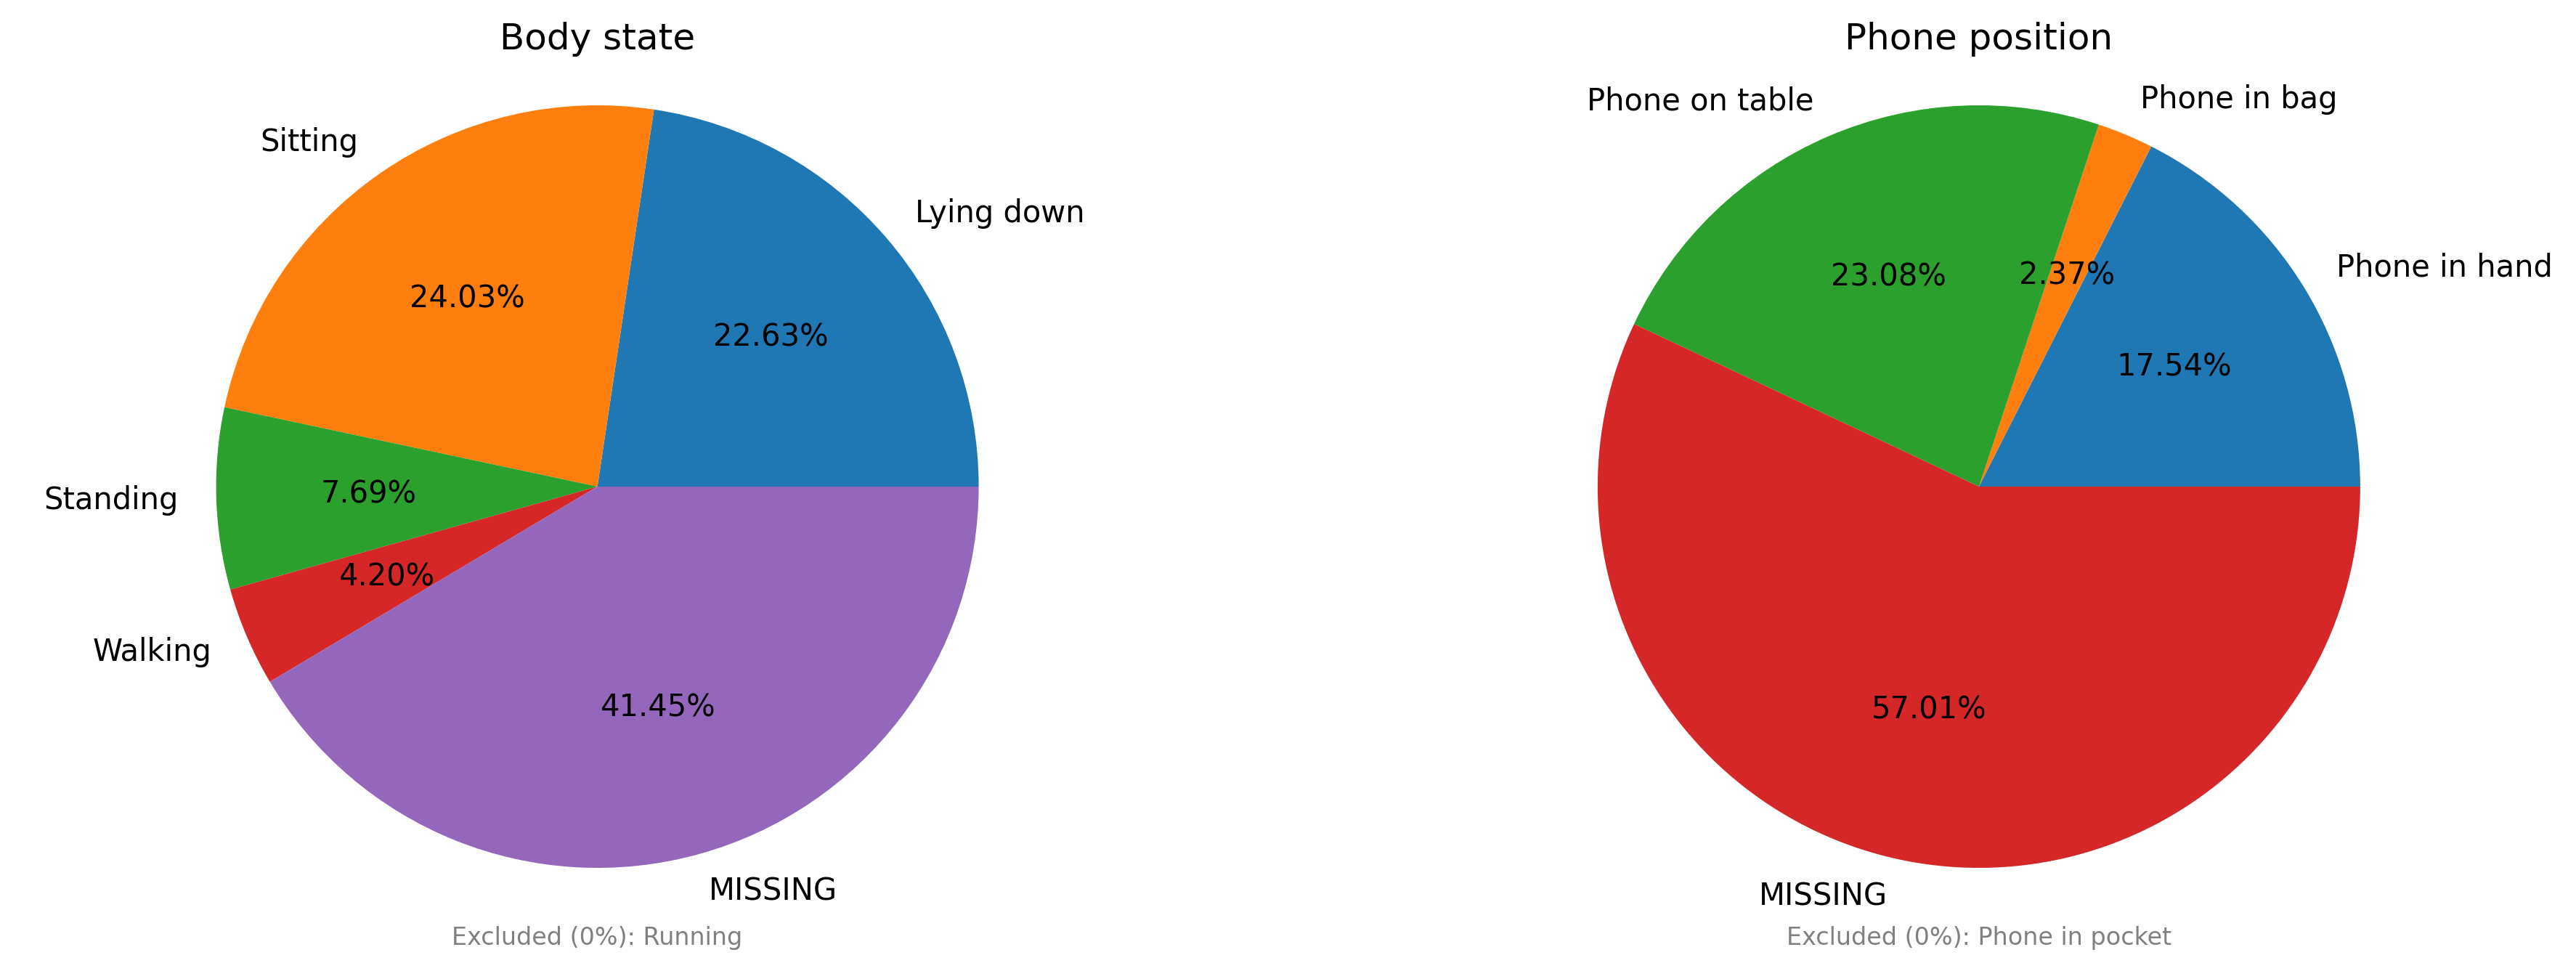 Body state
Sitting
Lying down
24.03%
22.63%
Standing
7.69%
4.20%
Walking
41.45%
MISSING
Excluded (0%): Running
Phone position
Phone on table
Phone in bag
Phone in hand
23.08%
2.37%
17.54%
57.01%
MISSING
Excluded (0%): Phone in pocket